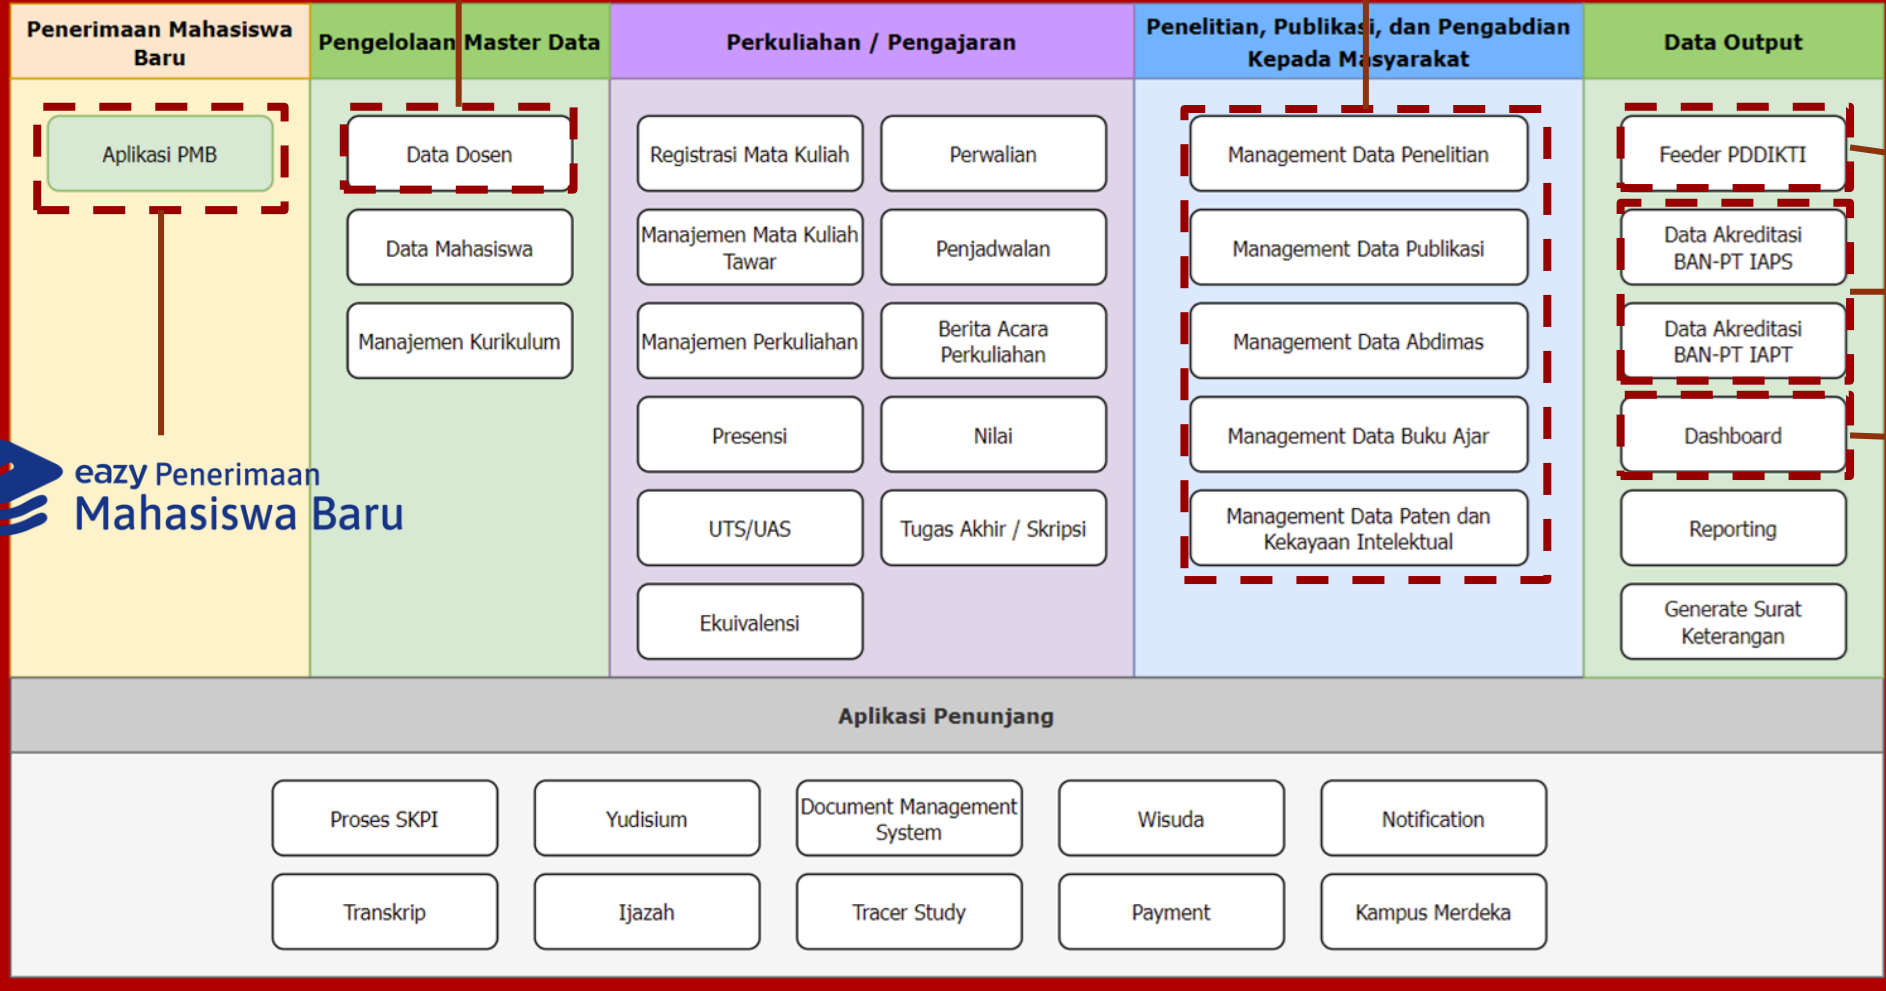 Penerimaan Mahasiswa
Baru
Pengelolaan Master Data
Perkuliahan / Pengajaran
Penelitian, Publikasi, dan Pengabdian
Kepada Masyarakat
Data Output
Aplikasi PMB
eazy Penerimaan
Mahasiswa Baru
Data Dosen
Data Mahasiswa
Manajemen Kurikulum
Registrasi Mata Kuliah
Perwalian
Manajemen Mata Kuliah
Tawar
Penjadwalan
Manajemen Perkuliahan
Berita Acara
Perkuliahan
Presensi
Nilai
UTS/UAS
Tugas Akhir / Skripsi
Ekuivalensi
Management Data Penelitian
Management Data Publikasi
Management Data Abdimas
Management Data Buku Ajar
Management Data Paten dan
Kekayaan Intelektual
Feeder PDDIKTI
Data Akreditasi
BAN-PT IAPS
Data Akreditasi
BAN-PT IAPT
Dashboard
Reporting
Generate Surat
Keterangan
Aplikasi Penunjang
Proses SKPI
Yudisium
Document Management
System
Wisuda
Notification
Transkrip
Ijazah
Tracer Study
Payment
Kampus Merdeka